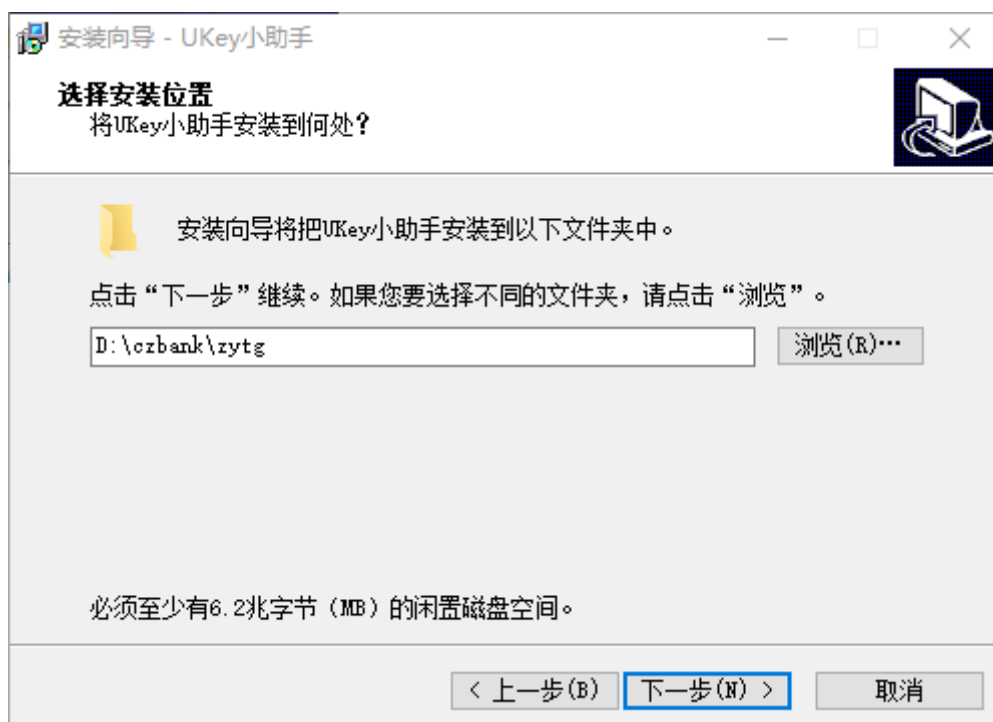 安装向导 - UKey小助手
选择安装位置
将UKey小助手安装到何处?
安装向导将把UKey小助手安装到以下文件夹中。
点击“下一步”继续。如果您要选择不同的文件夹，请点击“浏览”。
D:\czbank\zytg
浏览(R)…
必须至少有6.2兆字节（MB）的闲置磁盘空间。
< 上一步(B)
下一步(N) >
取消